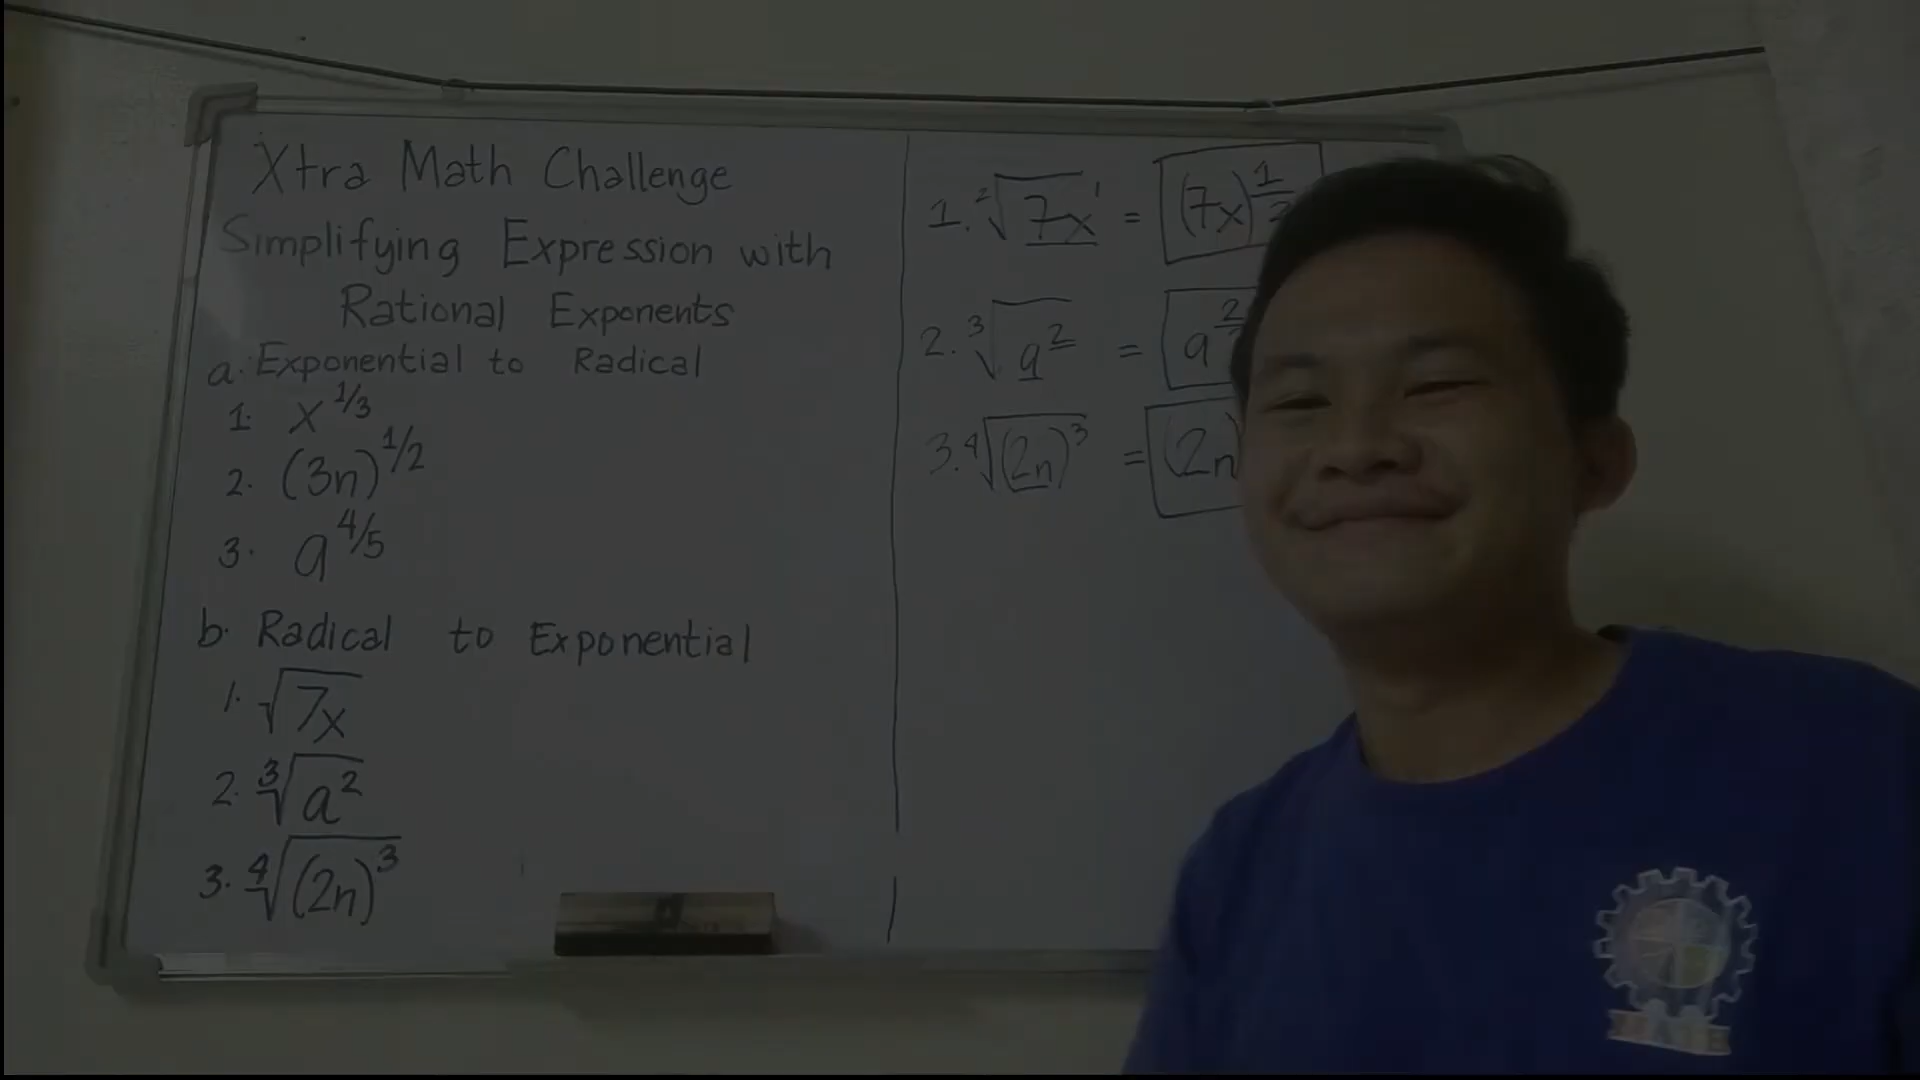 Xtra Math Challenge
Simplifying Expression with
Rational Exponents
a. Exponential to Radical
1. x^1/3
2. (3n)^1/2
3. a^4/5
b. Radical to Exponential
1. √7x
2. ³√a²
3. ⁴√(2n)³
1. ²√7x¹ = (7x)^1/2
2. ³√a² = a^2/
3. ⁴√(2n)³ = (2n)